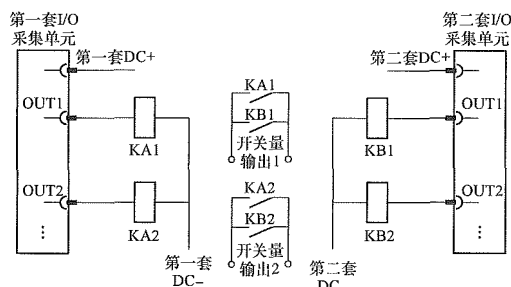 第一套I/O
采集单元
第一套DC+
OUT1
KA1
OUT2
KA2
⋮
第一套
DC−
KA1
KB1
开关量
输出1
KA2
KB2
开关量
输出2
第二套I/O
采集单元
第二套DC+
OUT1
KB1
OUT2
KB2
⋮
第二套
DC